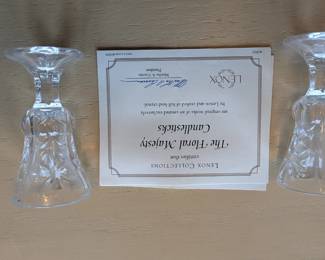 LENOX COLLECTIONS
certifies that
The Floral Majesty
Candlesticks
are original works of art created exclusively
by Lenox and crafted of full lead crystal.
President
LENOX